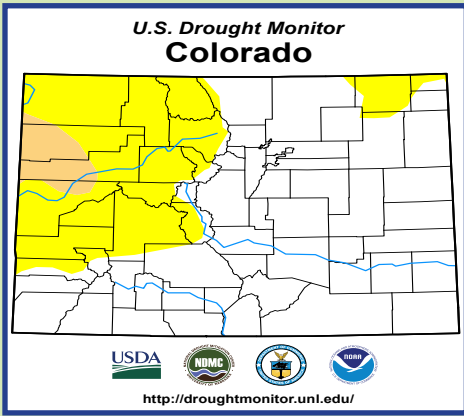 U.S. Drought Monitor
Colorado
USDA
NDMC
NOAA
http://droughtmonitor.unl.edu/